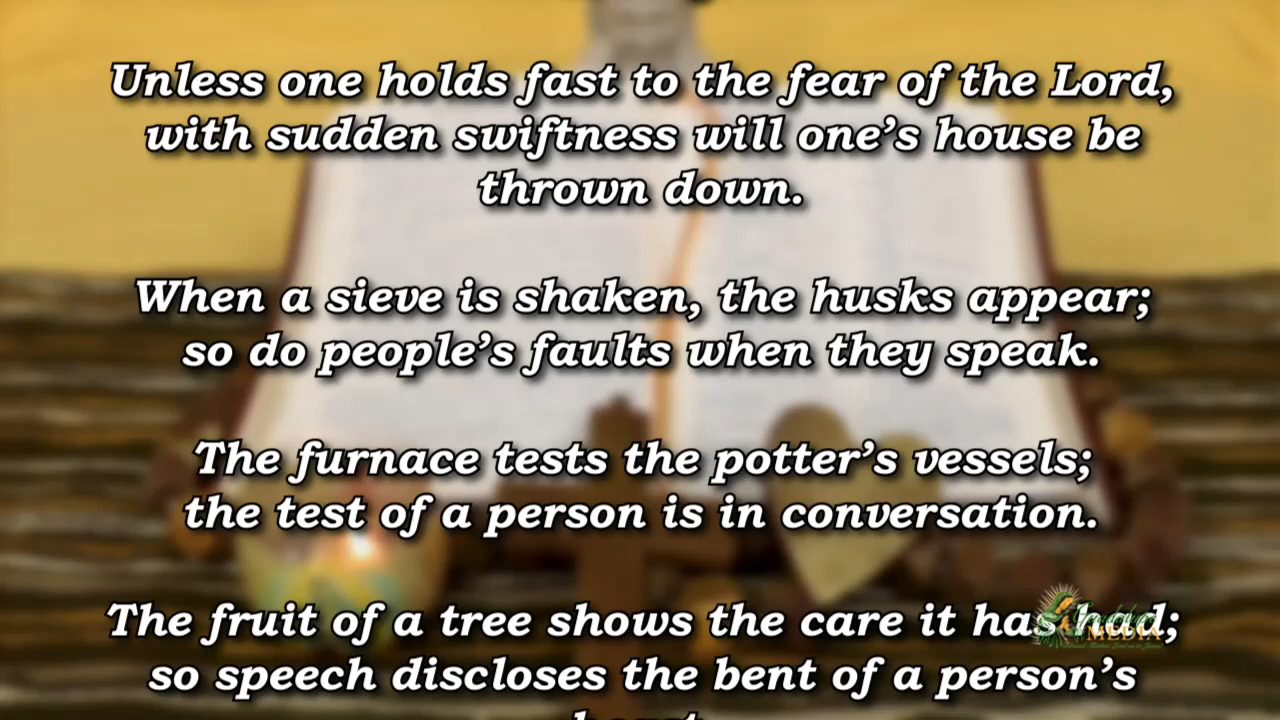 Unless one holds fast to the fear of the Lord,
with sudden swiftness will one’s house be
thrown down.
When a sieve is shaken, the husks appear;
so do people’s faults when they speak.
The furnace tests the potter’s vessels;
the test of a person is in conversation.
The fruit of a tree shows the care it has had;
so speech discloses the bent of a person’s
MEDIA